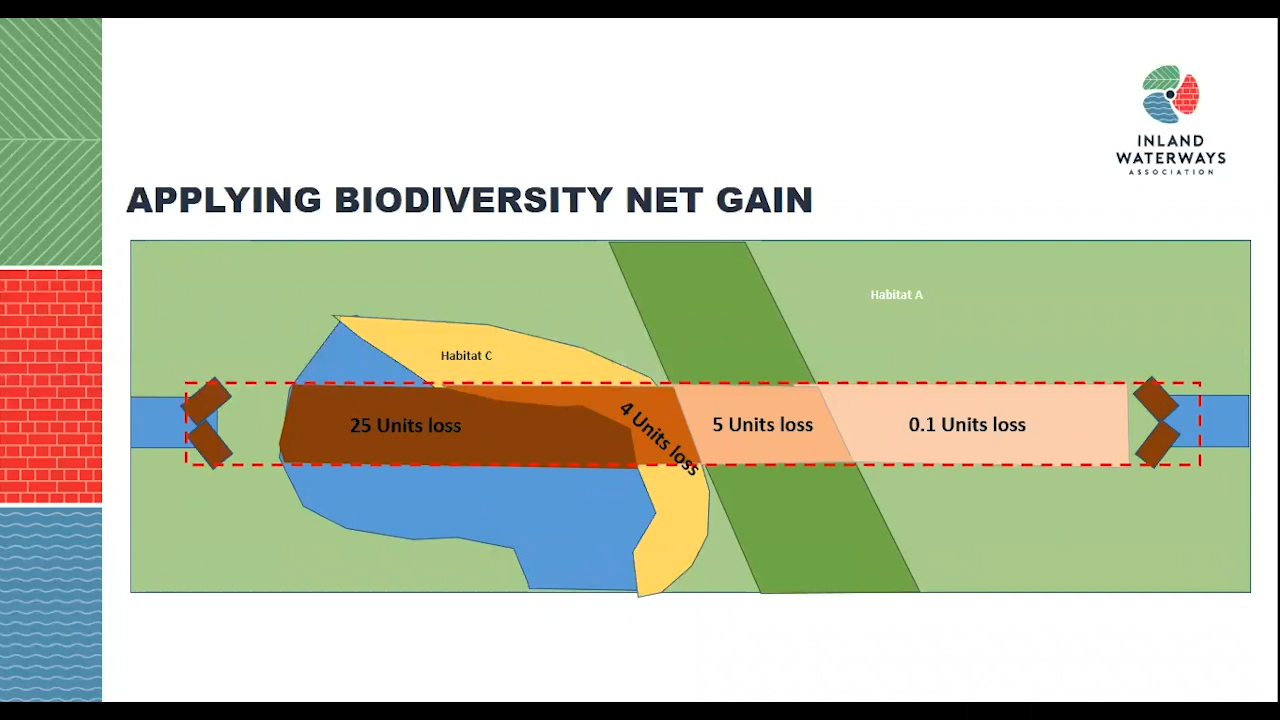 INLAND
WATERWAYS
ASSOCIATION
APPLYING BIODIVERSITY NET GAIN
Habitat A
Habitat C
25 Units loss
4 Units loss
5 Units loss
0.1 Units loss